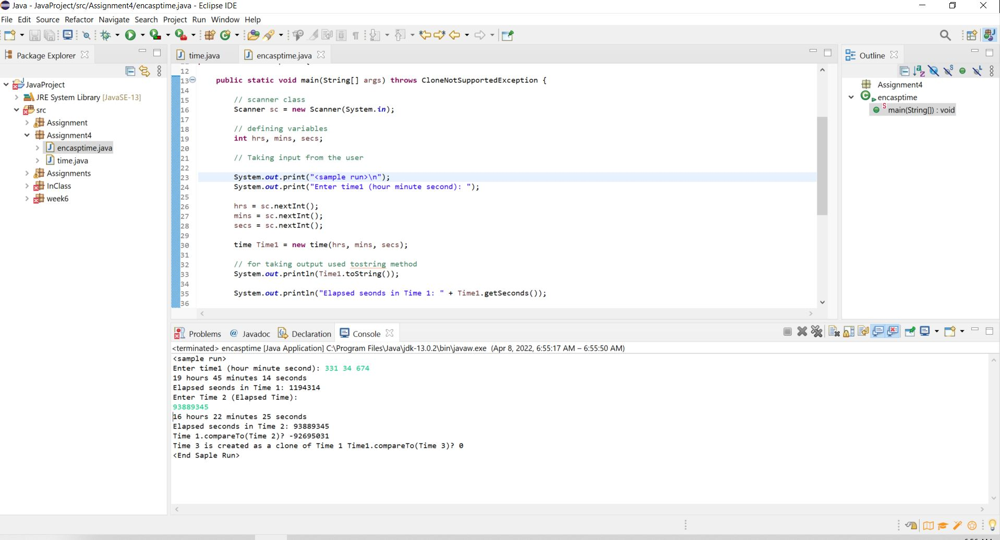 Java - JavaProject/src/Assignment4/encasptime.java - Eclipse IDE
File Edit Source Refactor Navigate Search Project Run Window Help
Package Explorer
JavaProject
JRE System Library [JavaSE-13]
src
Assignment
Assignment4
encasptime.java
time.java
Assignments
InClass
week6
time.java encasptime.java
12
13 public static void main(String[] args) throws CloneNotSupportedException {
14
15 // scanner class
16 Scanner sc = new Scanner(System.in);
17
18 // defining variables
19 int hrs, mins, secs;
20
21 // Taking input from the user
22
23 System.out.print("<sample run>\n");
24 System.out.print("Enter time1 (hour minute second): ");
25
26 hrs = sc.nextInt();
27 mins = sc.nextInt();
28 secs = sc.nextInt();
29
30 time Time1 = new time(hrs, mins, secs);
31
32 // for taking output used tostring method
33 System.out.println(Time1.toString());
34
35 System.out.println("Elapsed seonds in Time 1: " + Time1.getSeconds());
36
Outline
Assignment4
encasptime
main(String[]) : void
Problems @ Javadoc Declaration Console
<terminated> encasptime [Java Application] C:\Program Files\Java\jdk-13.0.2\bin\javaw.exe (Apr 8, 2022, 6:55:17 AM – 6:55:50 AM)
<sample run>
Enter time1 (hour minute second): 331 34 674
19 hours 45 minutes 14 seconds
Elapsed seonds in Time 1: 1194314
Enter Time 2 (Elapsed Time):
93889345
16 hours 22 minutes 25 seconds
Elapsed seconds in Time 2: 93889345
Time 1.compareTo(Time 2)? -92695031
Time 3 is created as a clone of Time 1 Time1.compareTo(Time 3)? 0
<End Saple Run>